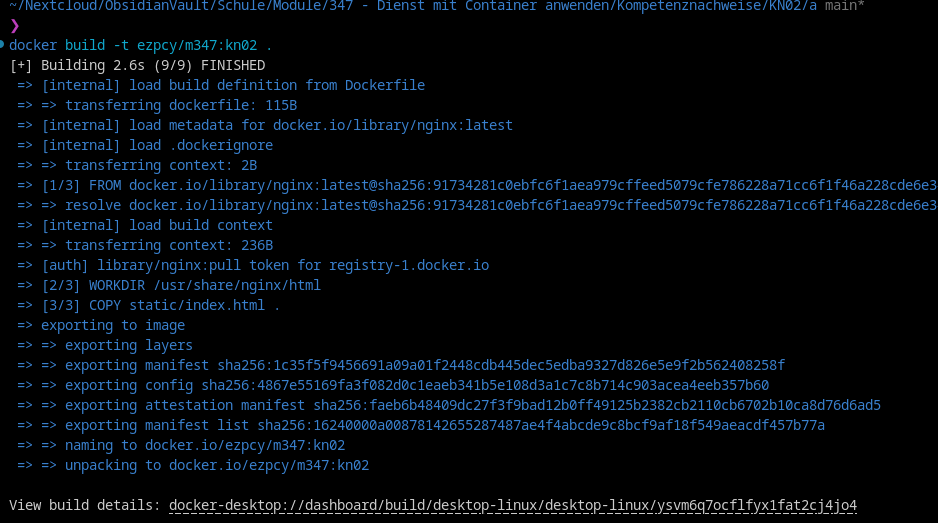 ~/Nextcloud/ObsidianVault/Schule/Module/347 - Dienst mit Container anwenden/Kompetenznachweise/KN02/a main*
❯
docker build -t ezpcy/m347:kn02 .
[+] Building 2.6s (9/9) FINISHED
=> [internal] load build definition from Dockerfile
=> => transferring dockerfile: 115B
=> [internal] load metadata for docker.io/library/nginx:latest
=> [internal] load .dockerignore
=> => transferring context: 2B
=> [1/3] FROM docker.io/library/nginx:latest@sha256:91734281c0ebfc6f1aea979cffeed5079cfe786228a71cc6f1f46a228cde6e3
=> => resolve docker.io/library/nginx:latest@sha256:91734281c0ebfc6f1aea979cffeed5079cfe786228a71cc6f1f46a228cde6e3
=> [internal] load build context
=> => transferring context: 236B
=> [auth] library/nginx:pull token for registry-1.docker.io
=> [2/3] WORKDIR /usr/share/nginx/html
=> [3/3] COPY static/index.html .
=> exporting to image
=> => exporting layers
=> => exporting manifest sha256:1c35f5f9456691a09a01f2448cdb445dec5edba9327d826e5e9f2b562408258f
=> => exporting config sha256:4867e55169fa3f082d0c1eaeb341b5e108d3a1c7c8b714c903acea4eeb357b60
=> => exporting attestation manifest sha256:faeb6b48409dc27f3f9bad12b0ff49125b2382cb2110cb6702b10ca8d76d6ad5
=> => exporting manifest list sha256:16240000a00878142655287487ae4f4abcde9c8bcf9af18f549aeacdf457b77a
=> => naming to docker.io/ezpcy/m347:kn02
=> => unpacking to docker.io/ezpcy/m347:kn02
View build details: docker-desktop://dashboard/build/desktop-linux/desktop-linux/ysvm6q7ocflfyx1fat2cj4jo4